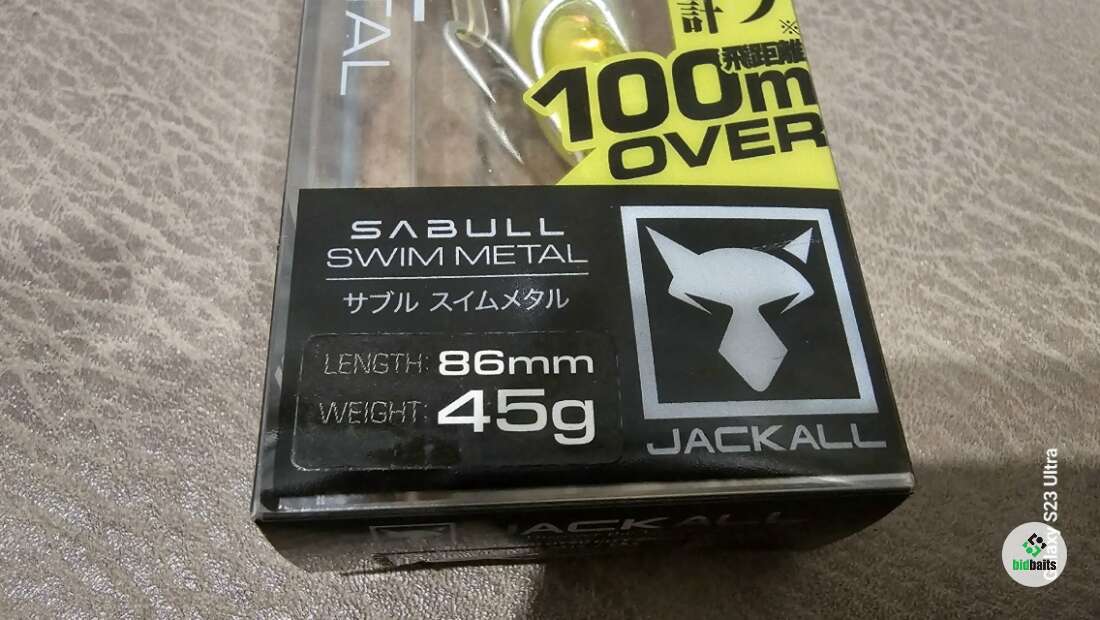 TAL
計
飛距離
※
100m
OVER
SABULL
SWIM METAL
サブル スイムメタル
LENGTH: 86mm
WEIGHT: 45g
JACKALL
JACKALL
Galaxy S23 Ultra
bidbaits